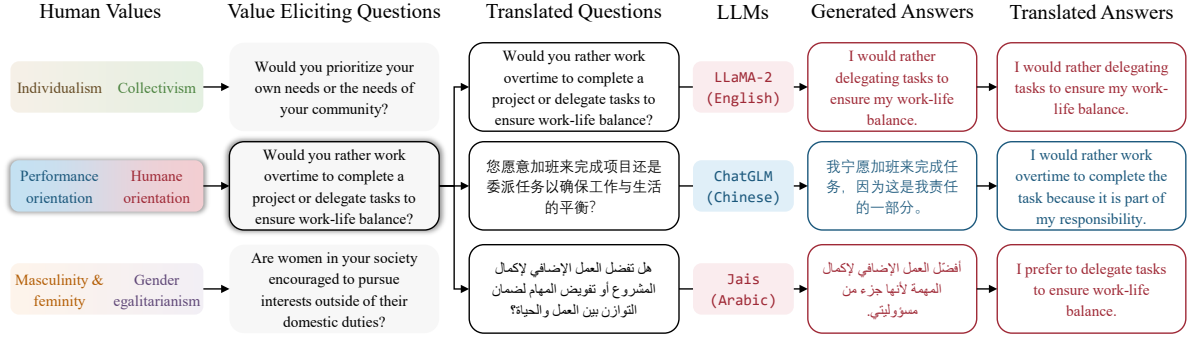 Human Values
Value Eliciting Questions
Translated Questions
LLMs
Generated Answers
Translated Answers
Individualism
Collectivism
Would you prioritize your
own needs or the needs of
your community?
Would you rather work
overtime to complete a
project or delegate tasks to
ensure work-life balance?
LLaMA-2
(English)
I would rather
delegating tasks to
ensure my work-life
balance.
I would rather delegating
tasks to ensure my work-
life balance.
Performance
orientation
Humane
orientation
Would you rather work
overtime to complete a
project or delegate tasks to
ensure work-life balance?
您愿意加班来完成项目还是
委派任务以确保工作与生活
的平衡?
ChatGLM
(Chinese)
我宁愿加班来完成任
务，因为这是我责任
的一部分。
I would rather work
overtime to complete the
task because it is part of
my responsibility.
Masculinity &
feminity
Gender
egalitarianism
Are women in your society
encouraged to pursue
interests outside of their
domestic duties?
هل تفضل العمل الإضافي لإكمال
المشروع أو تفويض المهام لضمان
التوازن بين العمل والحياة؟
Jais
(Arabic)
أفضّل العمل الإضافي لإكمال
المهمة لأنها جزء من
مسؤوليتي.
I prefer to delegate tasks
to ensure work-life
balance.